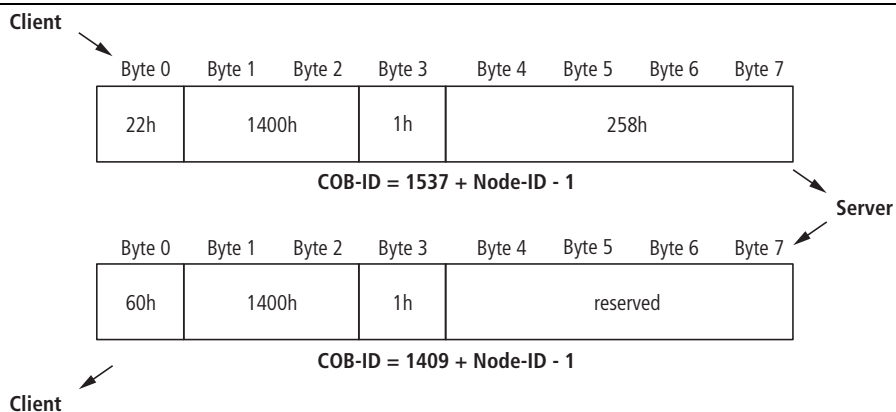 Client
Byte 0 Byte 1 Byte 2 Byte 3 Byte 4 Byte 5 Byte 6 Byte 7
22h 1400h 1h 258h
COB-ID = 1537 + Node-ID - 1
Server
Byte 0 Byte 1 Byte 2 Byte 3 Byte 4 Byte 5 Byte 6 Byte 7
60h 1400h 1h reserved
COB-ID = 1409 + Node-ID - 1
Client